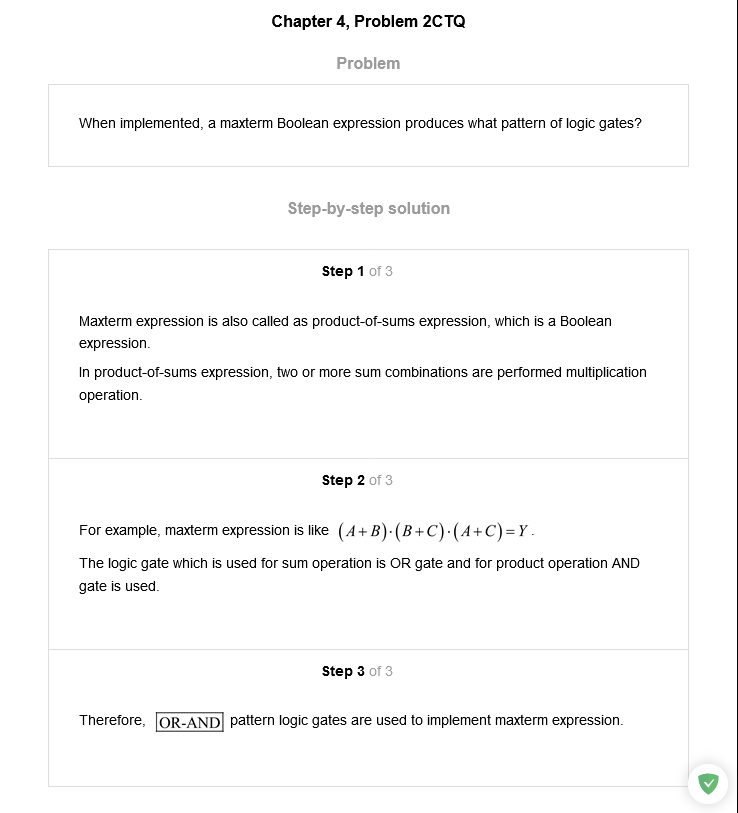 Chapter 4, Problem 2CTQ
Problem
When implemented, a maxterm Boolean expression produces what pattern of logic gates?
Step-by-step solution
Step 1 of 3
Maxterm expression is also called as product-of-sums expression, which is a Boolean
expression.
In product-of-sums expression, two or more sum combinations are performed multiplication
operation.
Step 2 of 3
For example, maxterm expression is like (A+B)·(B+C)·(A+C)=Y.
The logic gate which is used for sum operation is OR gate and for product operation AND
gate is used.
Step 3 of 3
Therefore, OR-AND pattern logic gates are used to implement maxterm expression.